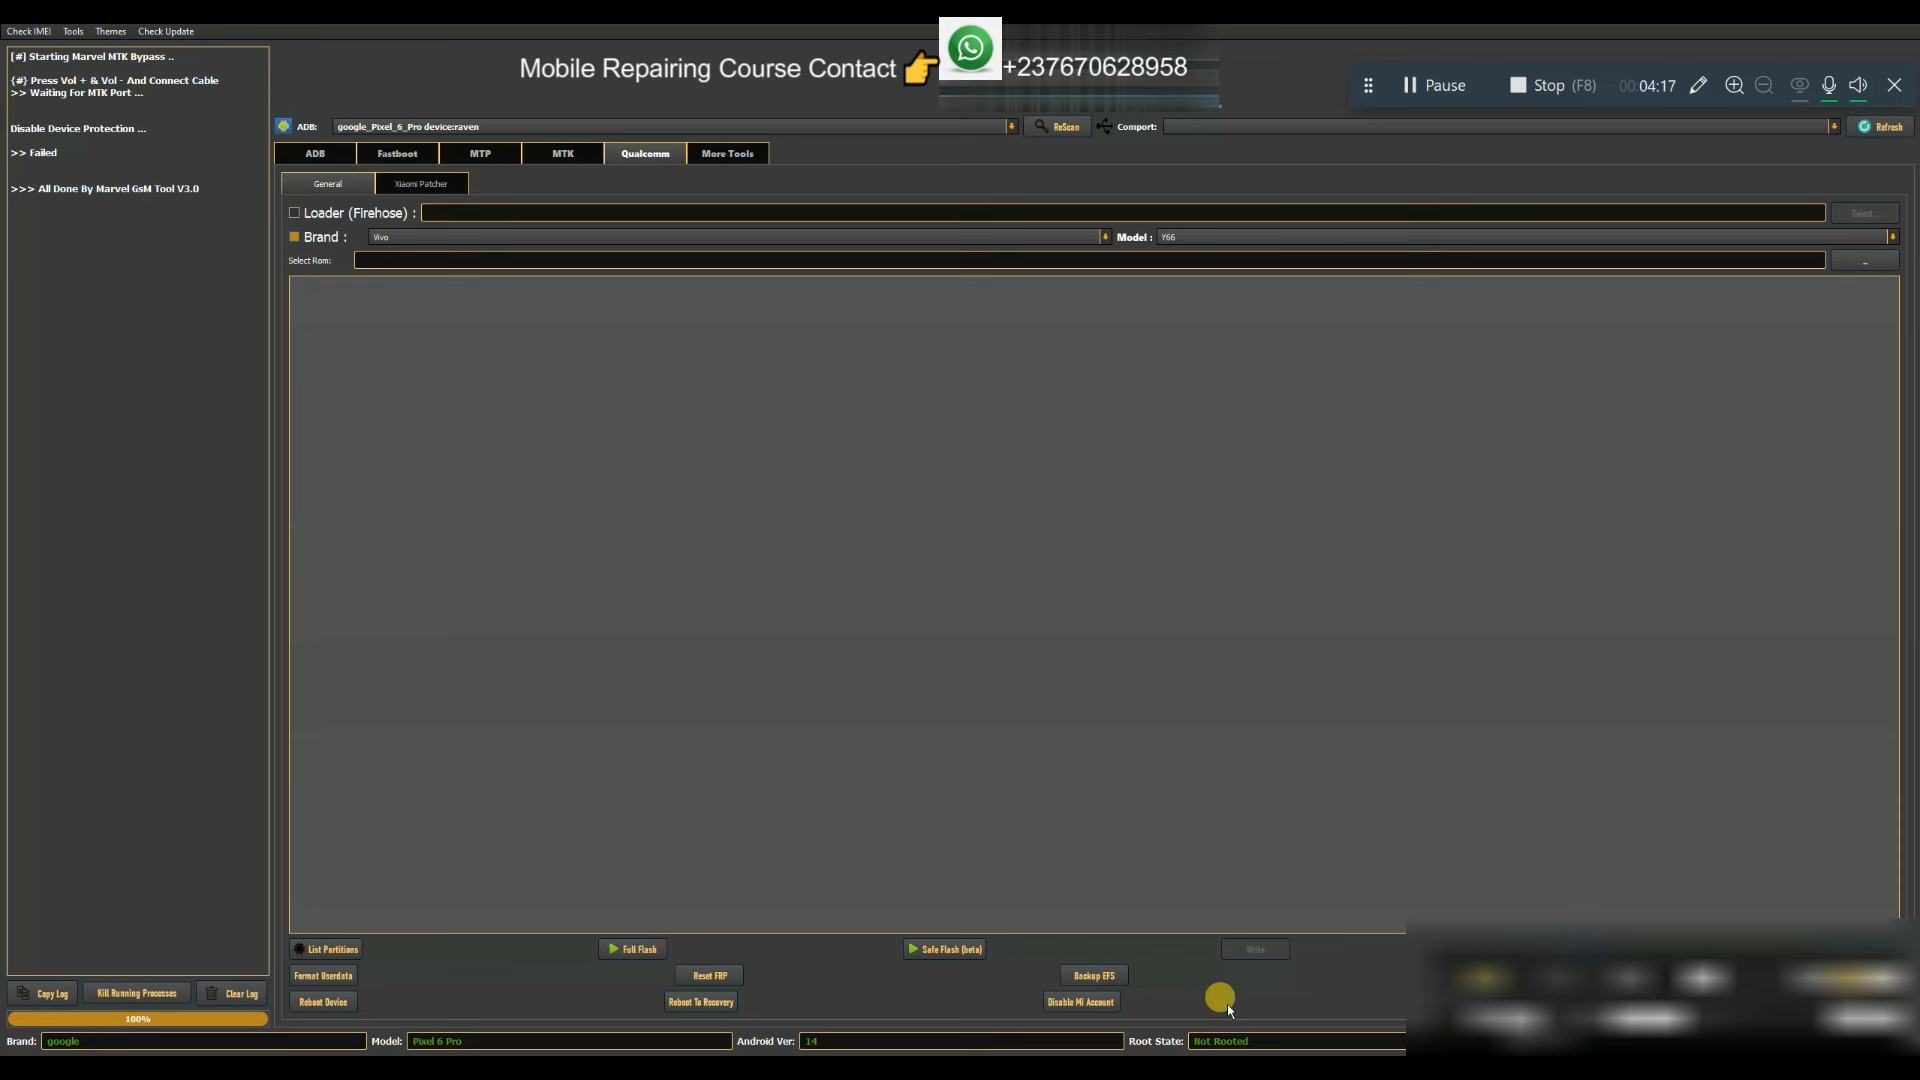 Check IMEI Tools Themes Check Update
[#] Starting Marvel MTK Bypass ..
{#} Press Vol + & Vol - And Connect Cable
>> Waiting For MTK Port ...
Disable Device Protection ...
>> Failed
>>> All Done By Marvel GsM Tool V3.0
Mobile Repairing Course Contact +237670628958
Pause Stop (F8) 00:04:17
ADB: google_Pixel_6_Pro device:raven ReScan Comport: Refresh
ADB Fastboot MTP MTK Qualcomm More Tools
General Xiaomi Patcher
Loader (Firehose) : Select ..
Brand : Vivo Model : Y66
Select Rom: ..
List Partitions Full Flash Safe Flash (beta) Write
Format Userdata Reset FRP Backup EFS
Reboot Device Reboot To Recovery Disable Mi Account
Copy Log Kill Running Processes Clear Log
100%
Brand: google Model: Pixel 6 Pro Android Ver: 14 Root State: Not Rooted